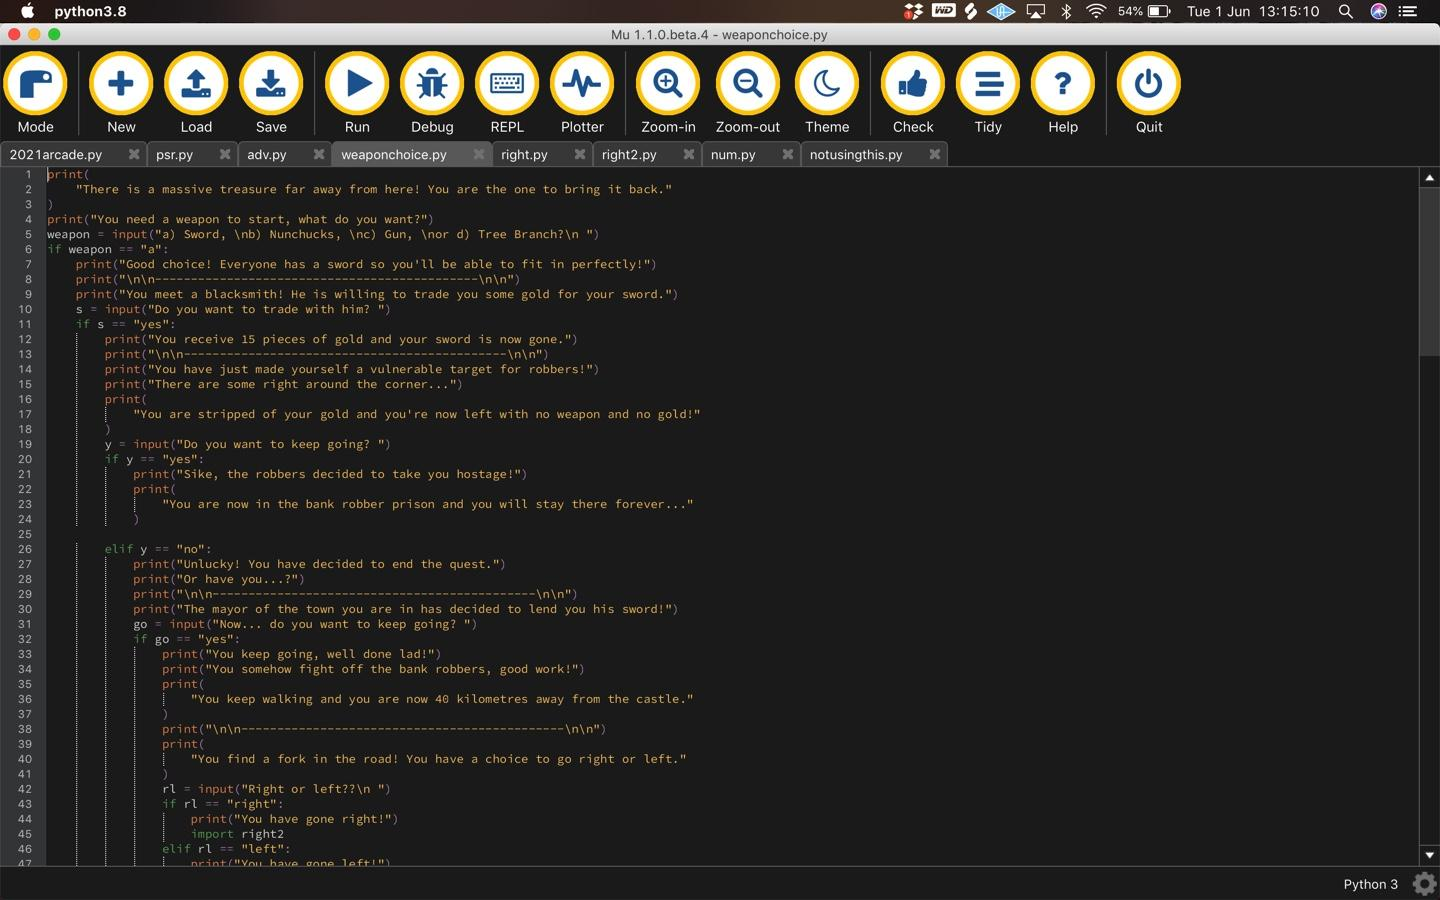 python3.8 54% Tue 1 Jun 13:15:10
Mu 1.1.0.beta.4 - weaponchoice.py
Mode New Load Save Run Debug REPL Plotter Zoom-in Zoom-out Theme Check Tidy Help Quit
2021arcade.py psr.py adv.py weaponchoice.py right.py right2.py num.py notusingthis.py
1 print(
2     "There is a massive treasure far away from here! You are the one to bring it back."
3 )
4 print("You need a weapon to start, what do you want?")
5 weapon = input("a) Sword, \nb) Nunchucks, \nc) Gun, \nor d) Tree Branch?\n ")
6 if weapon == "a":
7     print("Good choice! Everyone has a sword so you'll be able to fit in perfectly!")
8     print("\n\n---------------------------------------------\n\n")
9     print("You meet a blacksmith! He is willing to trade you some gold for your sword.")
10     s = input("Do you want to trade with him? ")
11     if s == "yes":
12         print("You receive 15 pieces of gold and your sword is now gone.")
13         print("\n\n---------------------------------------------\n\n")
14         print("You have just made yourself a vulnerable target for robbers!")
15         print("There are some right around the corner...")
16         print(
17             "You are stripped of your gold and you're now left with no weapon and no gold!"
18         )
19         y = input("Do you want to keep going? ")
20         if y == "yes":
21             print("Sike, the robbers decided to take you hostage!")
22             print(
23                 "You are now in the bank robber prison and you will stay there forever..."
24             )
25
26         elif y == "no":
27             print("Unlucky! You have decided to end the quest.")
28             print("Or have you...?")
29             print("\n\n---------------------------------------------\n\n")
30             print("The mayor of the town you are in has decided to lend you his sword!")
31             go = input("Now... do you want to keep going? ")
32             if go == "yes":
33                 print("You keep going, well done lad!")
34                 print("You somehow fight off the bank robbers, good work!")
35                 print(
36                     "You keep walking and you are now 40 kilometres away from the castle."
37                 )
38                 print("\n\n---------------------------------------------\n\n")
39                 print(
40                     "You find a fork in the road! You have a choice to go right or left."
41                 )
42                 rl = input("Right or left??\n ")
43                 if rl == "right":
44                     print("You have gone right!")
45                     import right2
46                 elif rl == "left":
47                     print("You have gone left!")
Python 3